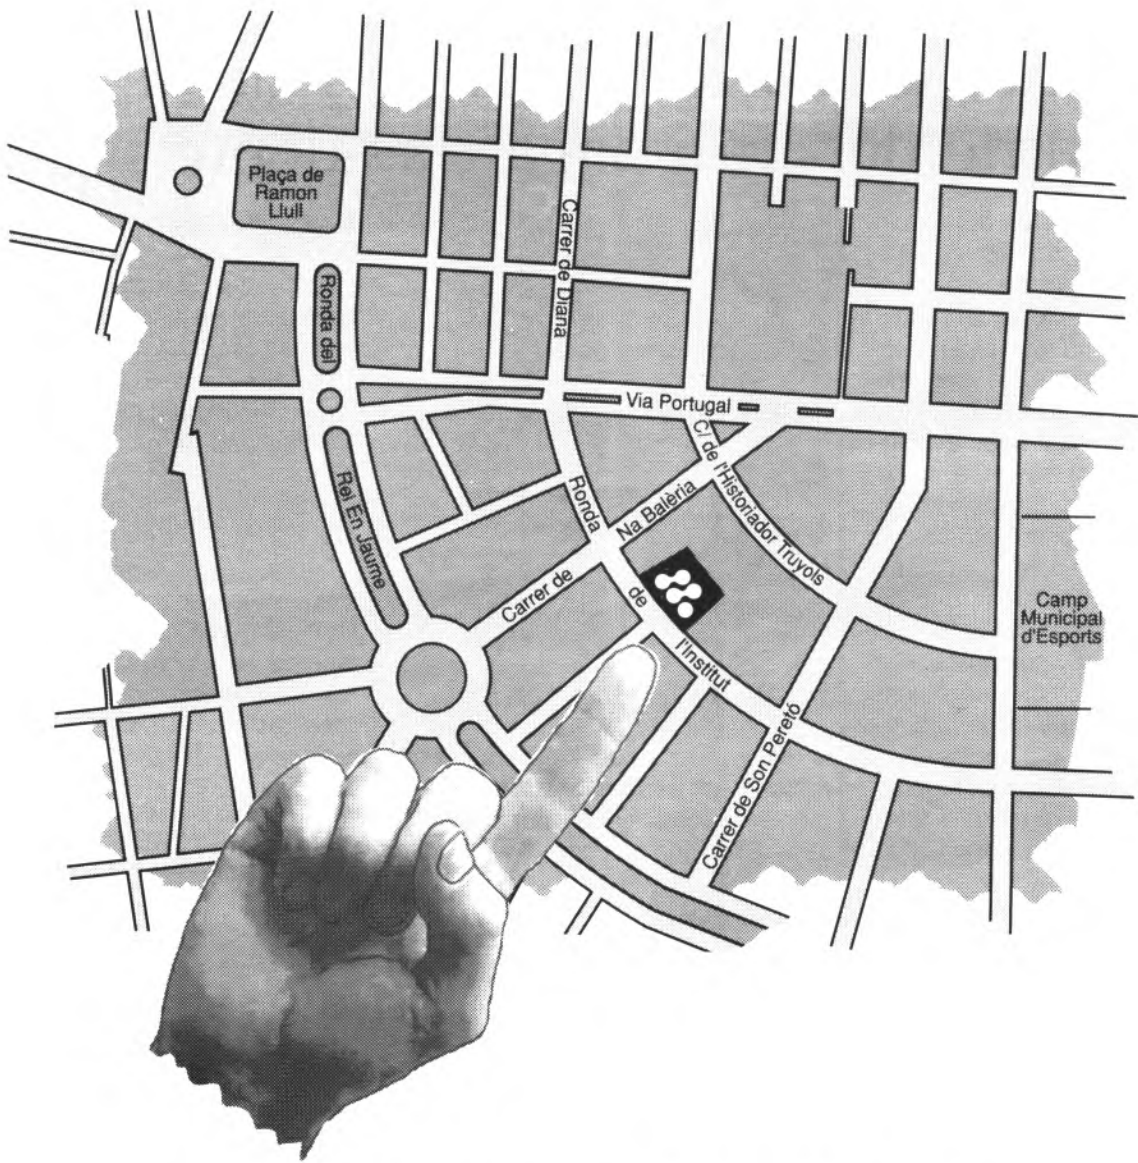 Plaça de
Ramon
Llull
Carrer de Diana
Ronda del
Rei En Jaume
Via Portugal
C/ de l'Historiador Truyols
Ronda de l'Institut
Carrer de Na Balèria
Camp
Municipal
d'Esports
Carrer de Son Peretó